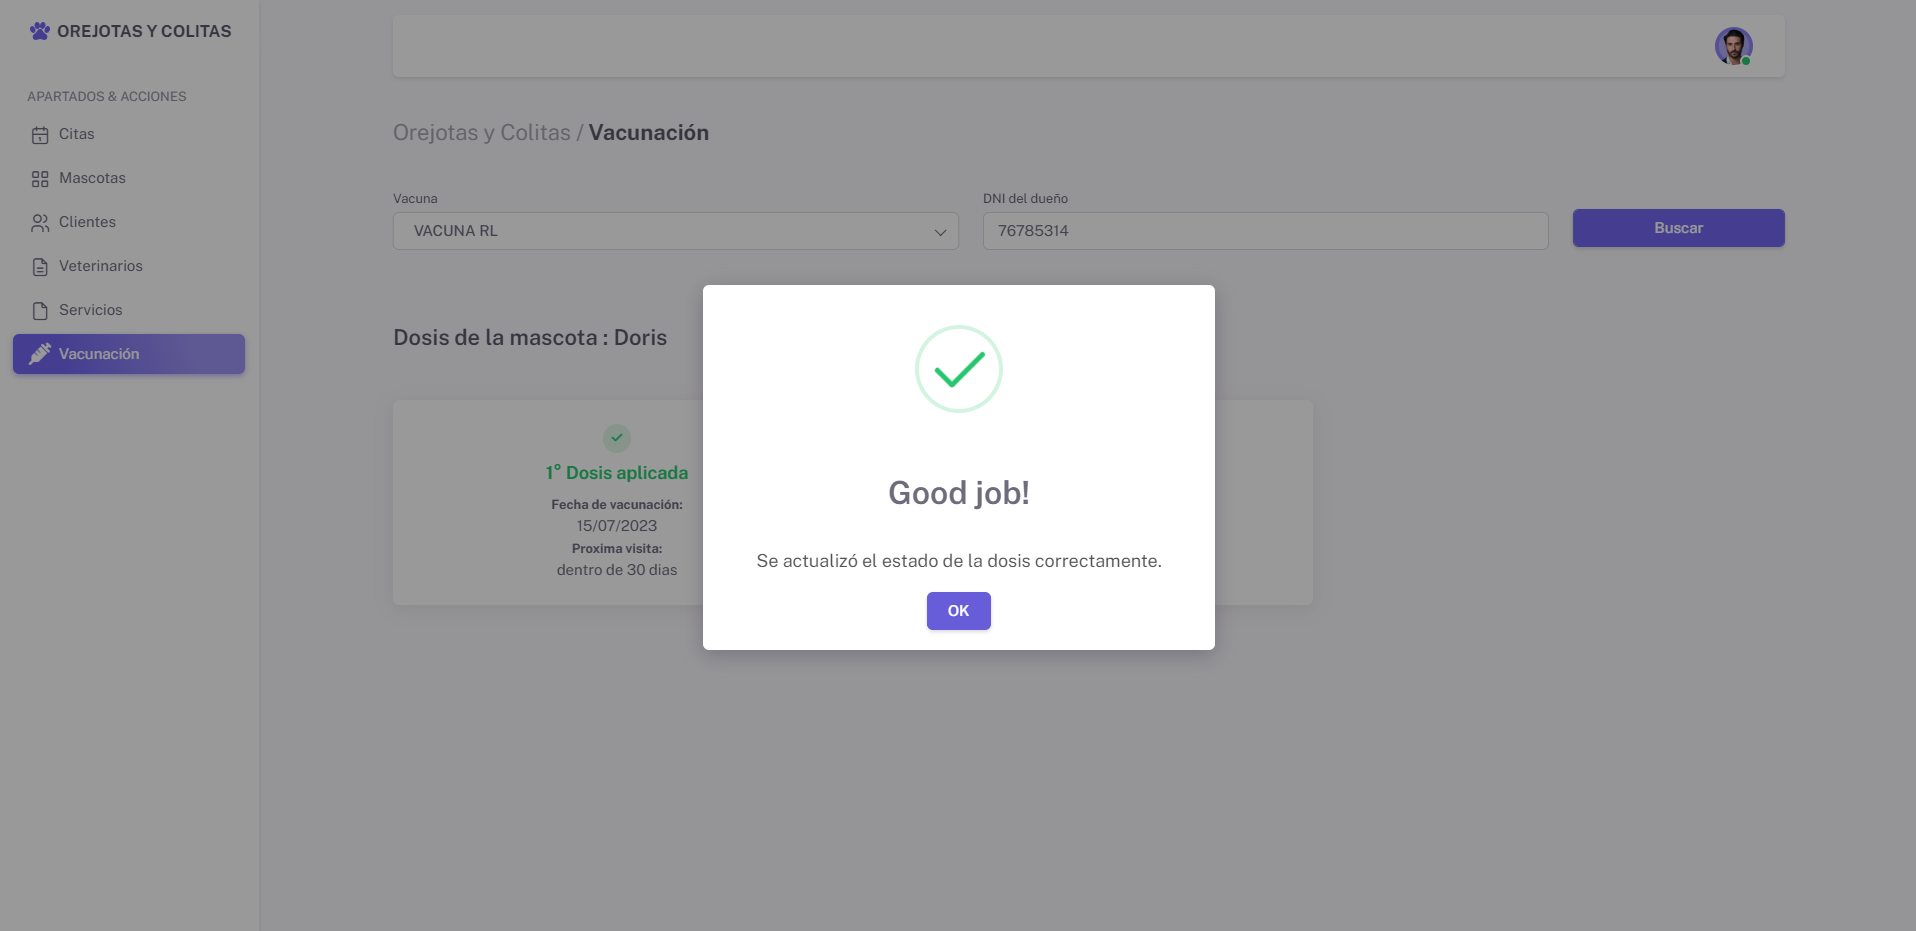 OREJOTAS Y COLITAS
APARTADOS & ACCIONES
Citas
Mascotas
Clientes
Veterinarios
Servicios
Vacunación
Orejotas y Colitas / Vacunación
Vacuna
VACUNA RL
DNI del dueño
76785314
Buscar
Dosis de la mascota : Doris
1° Dosis aplicada
Fecha de vacunación:
15/07/2023
Proxima visita:
dentro de 30 dias
Good job!
Se actualizó el estado de la dosis correctamente.
OK